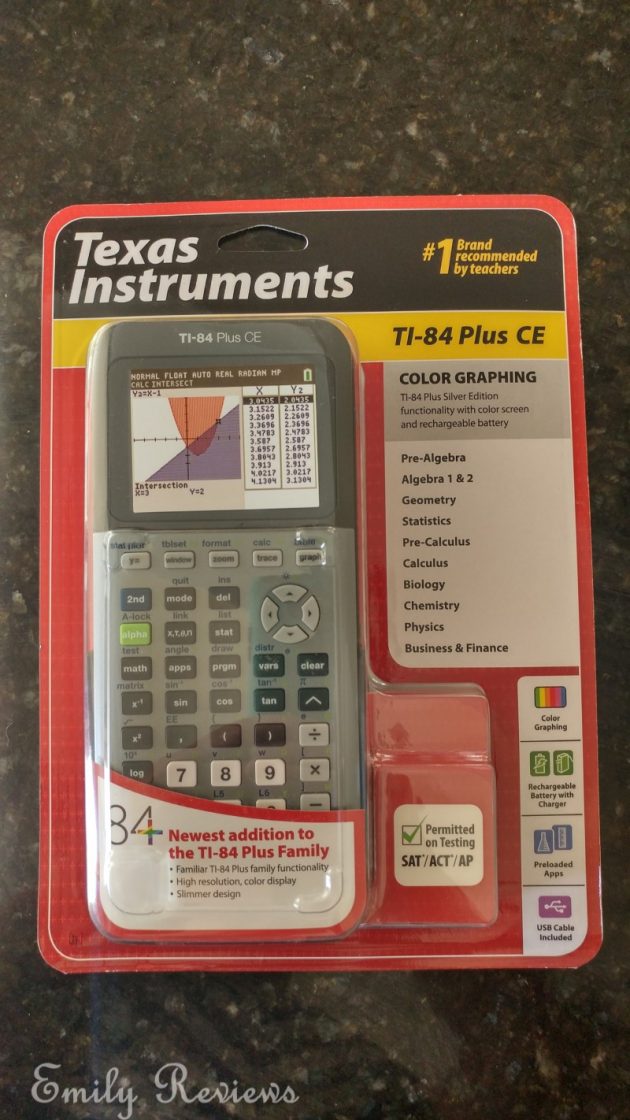 Texas
Instruments
#1 Brand
recommended
by teachers
TI-84 Plus CE
TI-84 Plus CE
COLOR GRAPHING
TI-84 Plus Silver Edition
functionality with color screen
and rechargeable battery
Pre-Algebra
Algebra 1 & 2
Geometry
Statistics
Pre-Calculus
Calculus
Biology
Chemistry
Physics
Business & Finance
NORMAL FLOAT AUTO REAL RADIAN MP
CALC INTERSECT
Y2=X-1
X Y2
3.0435 2.0435
3.1522 2.1522
3.2609 2.2609
3.3696 2.3696
3.4783 2.4783
3.587 2.587
3.6957 2.6957
3.8043 2.8043
3.913 2.913
4.0217 3.0217
4.1304 3.1304
Intersection
X=3 Y=2
stat plot tblset format calc table
y= window zoom trace graph
quit ins
2nd mode del
A-lock link list
alpha X,T,θ,n stat
test angle draw distr
math apps prgm vars clear
matrix sin⁻¹ cos⁻¹ tan⁻¹ π
x⁻¹ sin cos tan
√ EE { } e
x² , ( ) ÷
10ˣ u v w [
log 7 8 9 ×
L5 L6 ]
−
84+
Newest addition to
the TI-84 Plus Family
• Familiar TI-84 Plus family functionality
• High resolution, color display
• Slimmer design
Permitted
on Testing
SAT*/ACT*/AP
Color
Graphing
Rechargeable
Battery with
Charger
Preloaded
Apps
USB Cable
Included
Emily Reviews